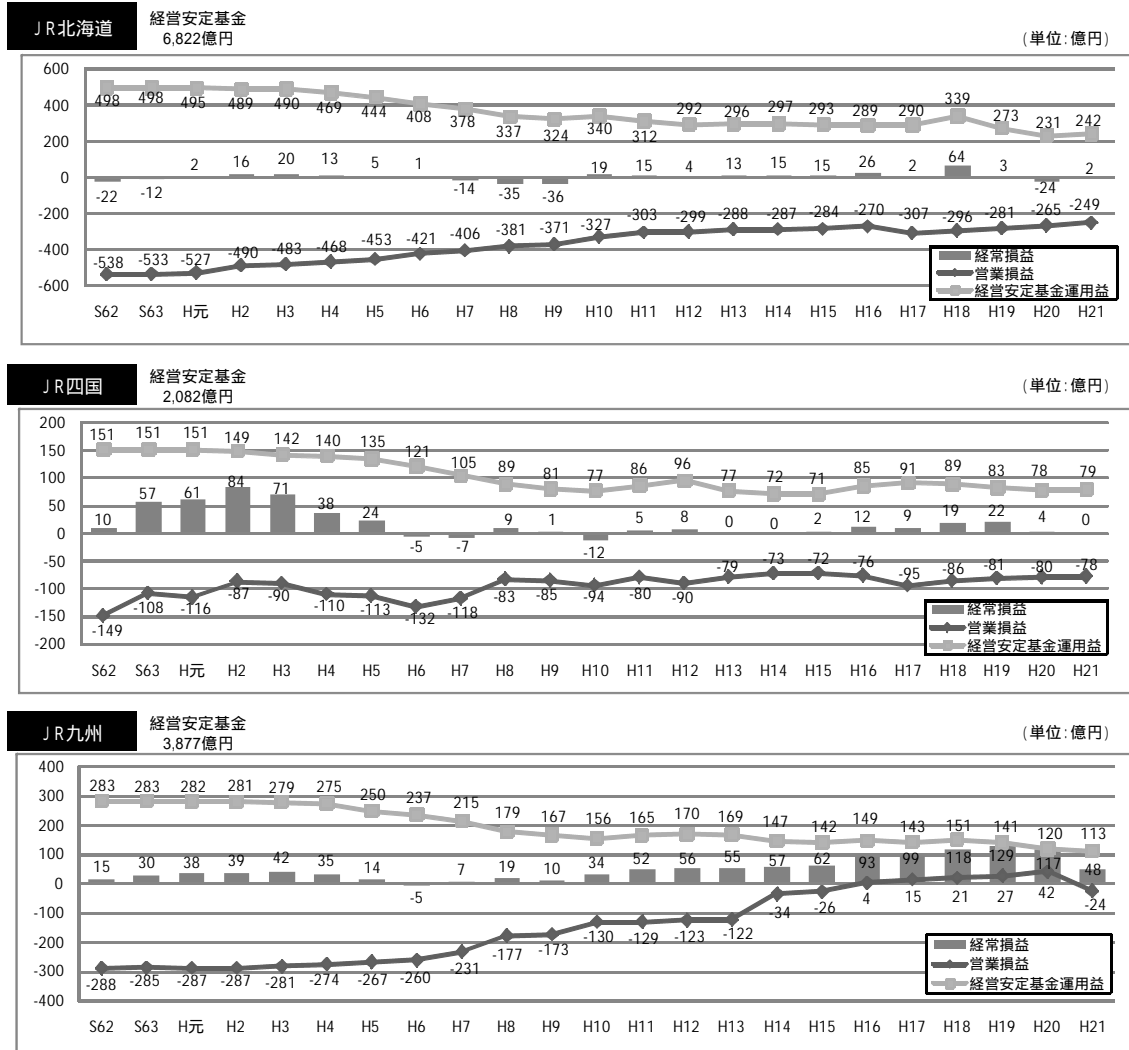 JR北海道
経営安定基金
6,822億円
(単位:億円)
600
400
200
0
-200
-400
-600
498 498 495 489 490 469 444 408 378 337 324 340 312 292 296 297 293 289 290 339 273 231 242
-22 -12 2 16 20 13 5 1 -14 -35 -36 19 15 4 13 15 15 26 2 64 3 -24 2
-538 -533 -527 -490 -483 -468 -453 -421 -406 -381 -371 -327 -303 -299 -288 -287 -284 -270 -307 -296 -281 -265 -249
経常損益
営業損益
経営安定基金運用益
S62 S63 H元 H2 H3 H4 H5 H6 H7 H8 H9 H10 H11 H12 H13 H14 H15 H16 H17 H18 H19 H20 H21
JR四国
経営安定基金
2,082億円
(単位:億円)
200
150
100
50
0
-50
-100
-150
-200
151 151 151 149 142 140 135 121 105 89 81 77 86 96 77 72 71 85 91 89 83 78 79
10 57 61 84 71 38 24 -5 -7 9 1 -12 5 8 0 0 2 12 9 19 22 4 0
-149 -108 -116 -87 -90 -110 -113 -132 -118 -83 -85 -94 -80 -90 -79 -73 -72 -76 -95 -86 -81 -80 -78
経常損益
営業損益
経営安定基金運用益
S62 S63 H元 H2 H3 H4 H5 H6 H7 H8 H9 H10 H11 H12 H13 H14 H15 H16 H17 H18 H19 H20 H21
JR九州
経営安定基金
3,877億円
(単位:億円)
400
300
200
100
0
-100
-200
-300
-400
283 283 282 281 279 275 250 237 215 179 167 156 165 170 169 147 142 149 143 151 141 120 113
15 30 38 39 42 35 14 -5 7 19 10 34 52 56 55 57 62 93 99 118 129 117 48
-288 -285 -287 -287 -281 -274 -267 -260 -231 -177 -173 -130 -129 -123 -122 -34 -26 4 15 21 27 42 -24
経常損益
営業損益
経営安定基金運用益
S62 S63 H元 H2 H3 H4 H5 H6 H7 H8 H9 H10 H11 H12 H13 H14 H15 H16 H17 H18 H19 H20 H21